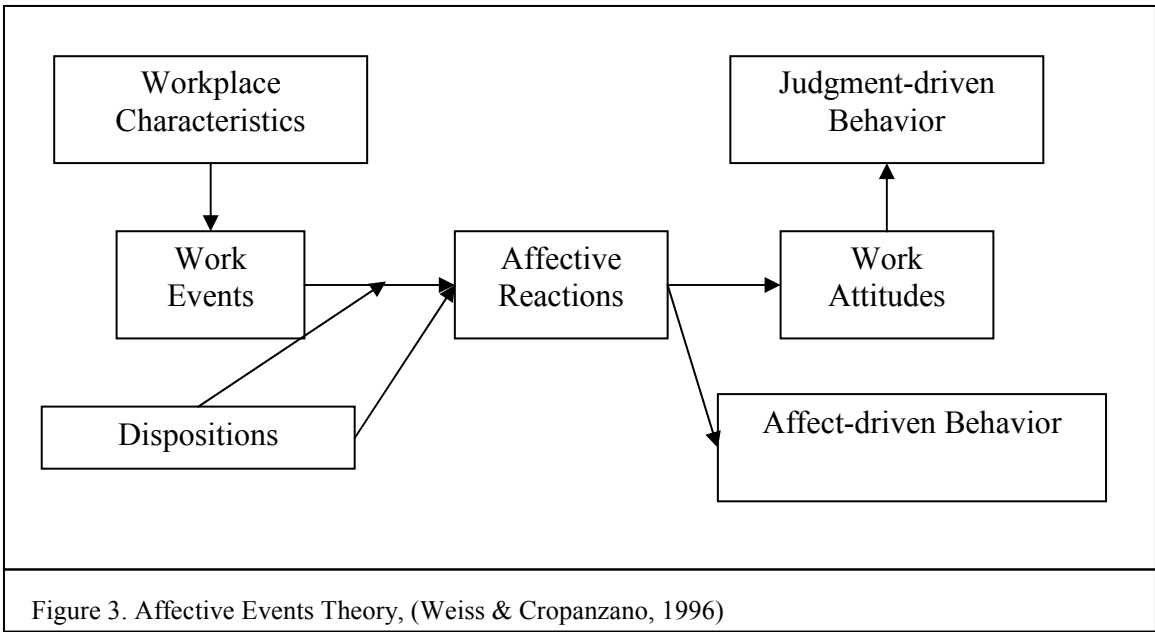 Workplace
Characteristics
Judgment-driven
Behavior
Work
Events
Affective
Reactions
Work
Attitudes
Dispositions
Affect-driven Behavior
Figure 3. Affective Events Theory, (Weiss & Cropanzano, 1996)